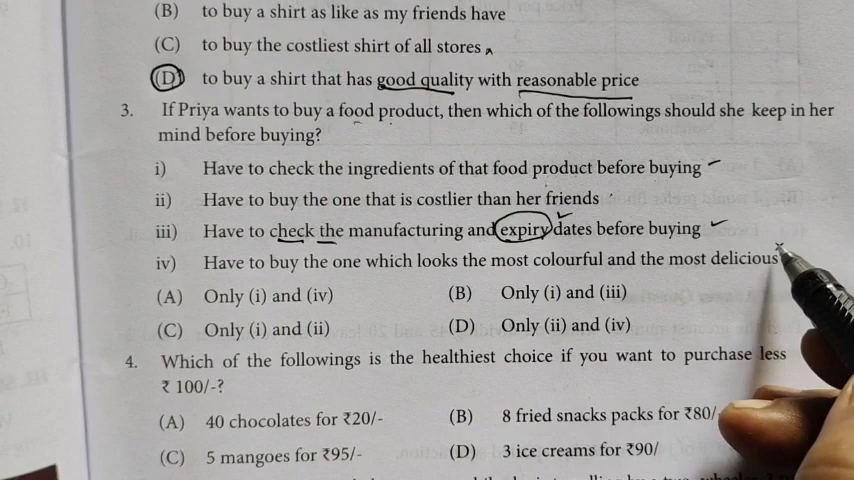 (B) to buy a shirt as like as my friends have
(C) to buy the costliest shirt of all stores
(D) to buy a shirt that has good quality with reasonable price
3. If Priya wants to buy a food product, then which of the followings should she keep in her
mind before buying?
i) Have to check the ingredients of that food product before buying
ii) Have to buy the one that is costlier than her friends
iii) Have to check the manufacturing and expiry dates before buying
iv) Have to buy the one which looks the most colourful and the most delicious
(A) Only (i) and (iv) (B) Only (i) and (iii)
(C) Only (i) and (ii) (D) Only (ii) and (iv)
4. Which of the followings is the healthiest choice if you want to purchase less
₹ 100/-?
(A) 40 chocolates for ₹20/- (B) 8 fried snacks packs for ₹80/
(C) 5 mangoes for ₹95/- (D) 3 ice creams for ₹90/